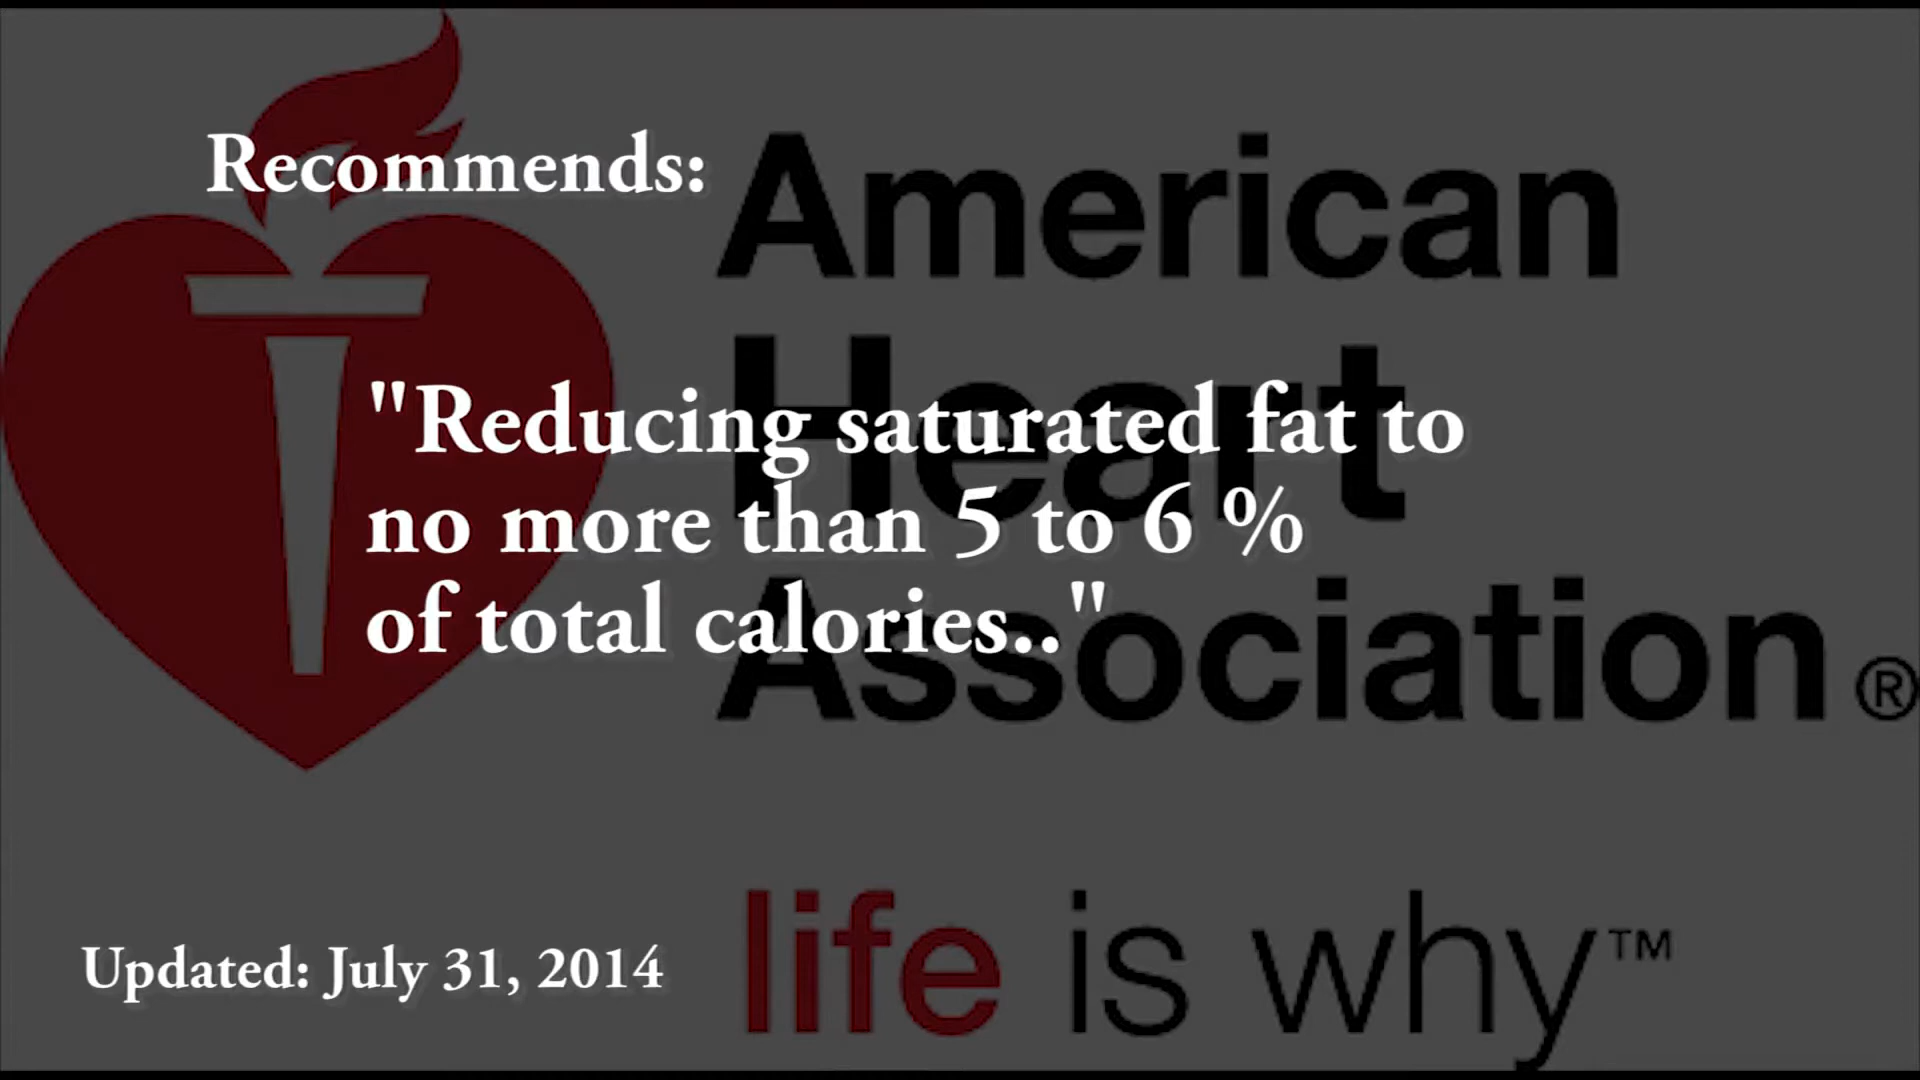 Recommends:
American
Heart
Association®
"Reducing saturated fat to
no more than 5 to 6 %
of total calories.."
Updated: July 31, 2014
life is why™